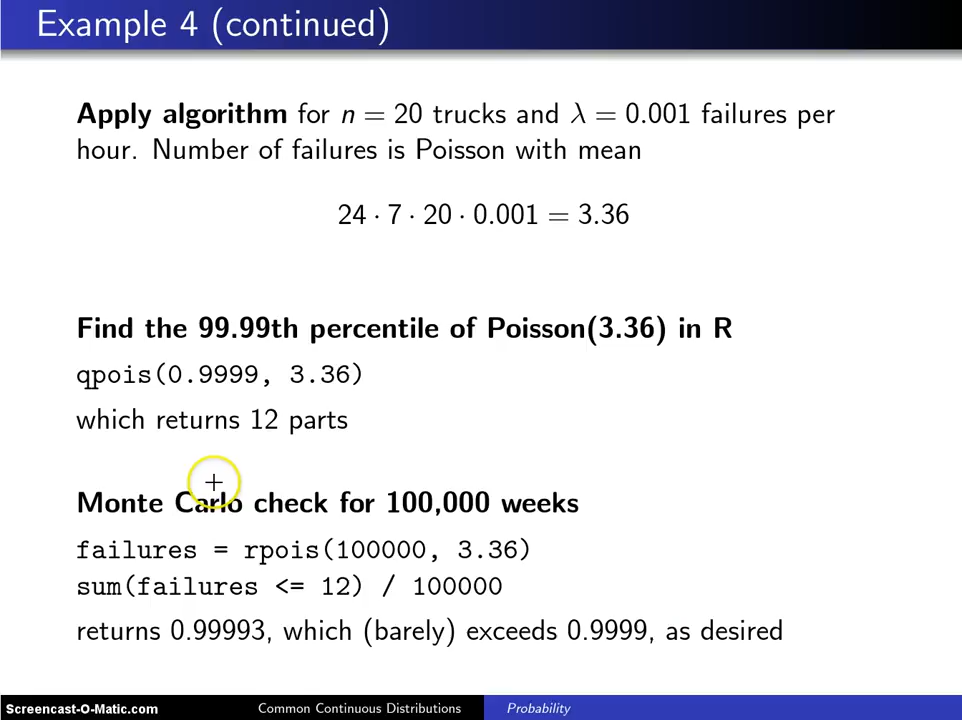 Example 4 (continued)
Apply algorithm for n = 20 trucks and λ = 0.001 failures per
hour. Number of failures is Poisson with mean
24 · 7 · 20 · 0.001 = 3.36
Find the 99.99th percentile of Poisson(3.36) in R
qpois(0.9999, 3.36)
which returns 12 parts
Monte Carlo check for 100,000 weeks
failures = rpois(100000, 3.36)
sum(failures <= 12) / 100000
returns 0.99993, which (barely) exceeds 0.9999, as desired
Screencast-O-Matic.com Common Continuous Distributions Probability